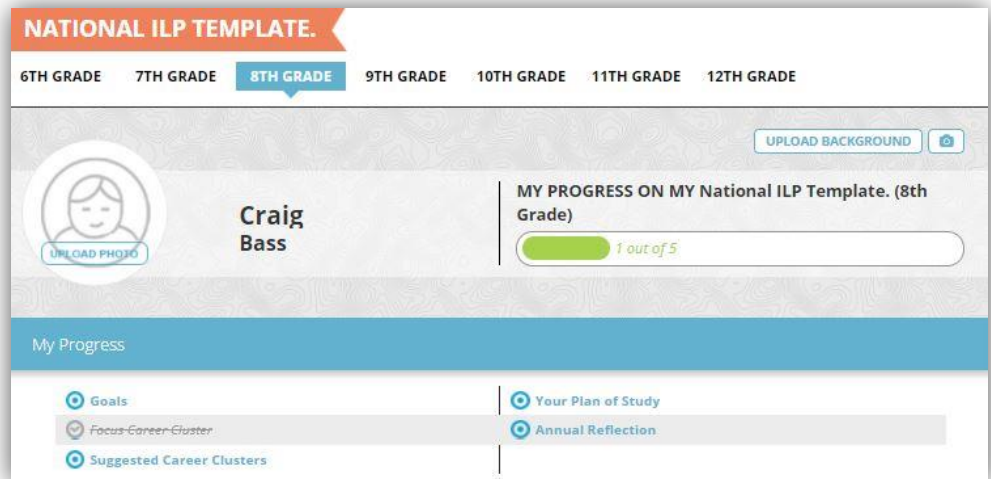 NATIONAL ILP TEMPLATE.
6TH GRADE 7TH GRADE 8TH GRADE 9TH GRADE 10TH GRADE 11TH GRADE 12TH GRADE
UPLOAD BACKGROUND
UPLOAD PHOTO
Craig
Bass
MY PROGRESS ON MY National ILP Template. (8th
Grade)
1 out of 5
My Progress
Goals
Focus Career Cluster
Suggested Career Clusters
Your Plan of Study
Annual Reflection